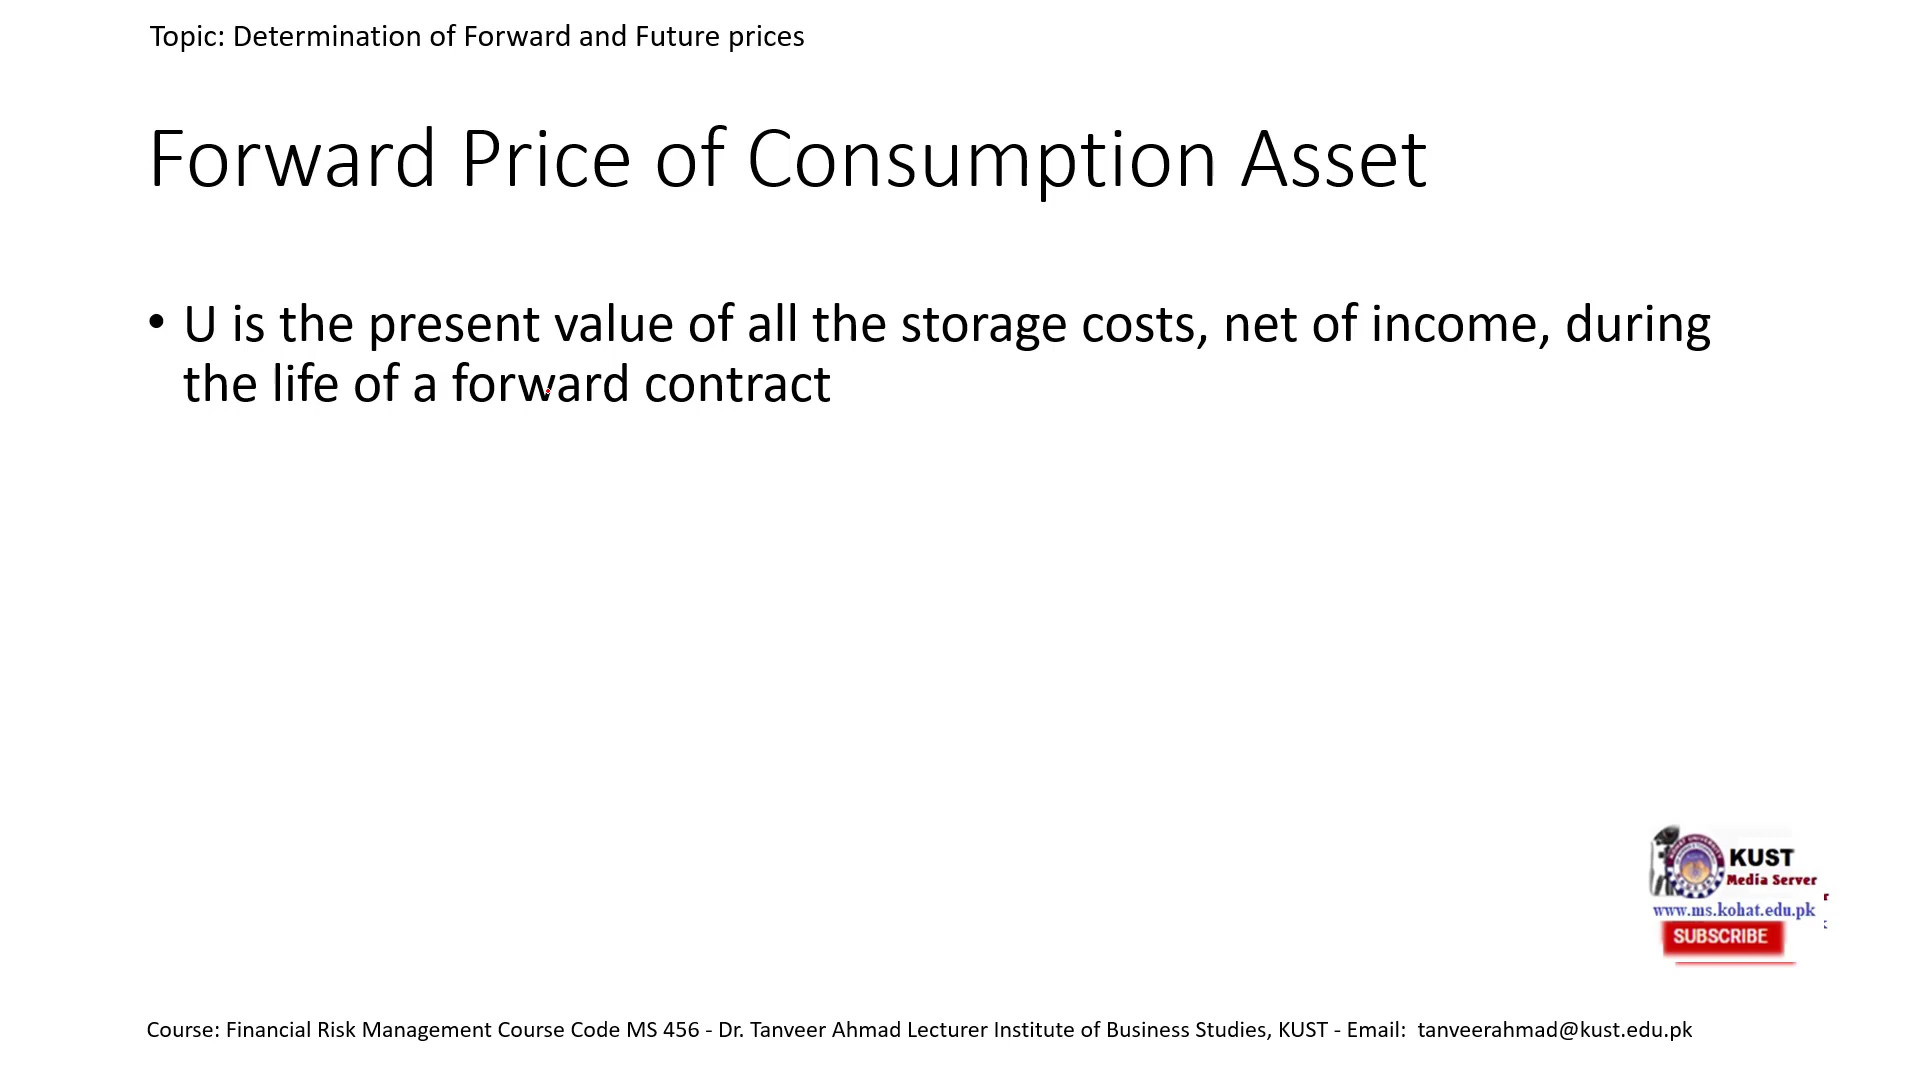 Topic: Determination of Forward and Future prices
Forward Price of Consumption Asset
• U is the present value of all the storage costs, net of income, during
the life of a forward contract
KUST
Media Server
www.ms.kohat.edu.pk
SUBSCRIBE
Course: Financial Risk Management Course Code MS 456 - Dr. Tanveer Ahmad Lecturer Institute of Business Studies, KUST - Email: tanveerahmad@kust.edu.pk